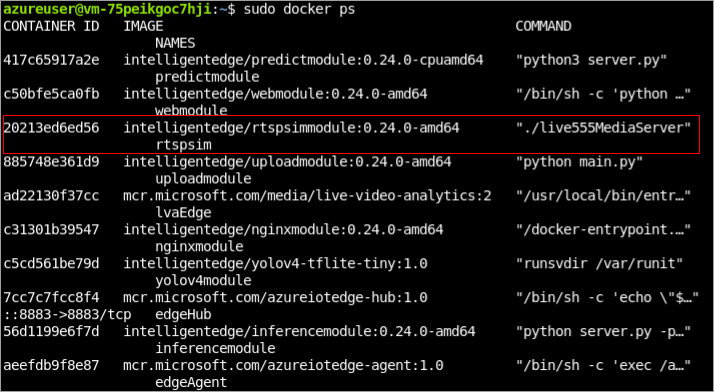 azureuser@vm-75peikgoc7hji:~$ sudo docker ps
CONTAINER ID   IMAGE   COMMAND
NAMES
417c65917a2e   intelligentedge/predictmodule:0.24.0-cpuamd64   "python3 server.py"
predictmodule
c50bfe5ca0fb   intelligentedge/webmodule:0.24.0-amd64   "/bin/sh -c 'python …"
webmodule
20213ed6ed56   intelligentedge/rtspsimmodule:0.24.0-amd64   "./live555MediaServer"
rtspsim
885748e361d9   intelligentedge/uploadmodule:0.24.0-amd64   "python main.py"
uploadmodule
ad22130f37cc   mcr.microsoft.com/media/live-video-analytics:2   "/usr/local/bin/entr…"
lvaEdge
c31301b39547   intelligentedge/nginxmodule:0.24.0-amd64   "/docker-entrypoint.…"
nginxmodule
c5cd561be79d   intelligentedge/yolov4-tflite-tiny:1.0   "runsvdir /var/runit"
yolov4module
7cc7c7fcc8f4   mcr.microsoft.com/azureiotedge-hub:1.0   "/bin/sh -c 'echo \"$…"
::8883->8883/tcp   edgeHub
56d1199e6f7d   intelligentedge/inferencemodule:0.24.0-amd64   "python server.py -p…"
inferencemodule
aeefdb9f8e87   mcr.microsoft.com/azureiotedge-agent:1.0   "/bin/sh -c 'exec /a…"
edgeAgent